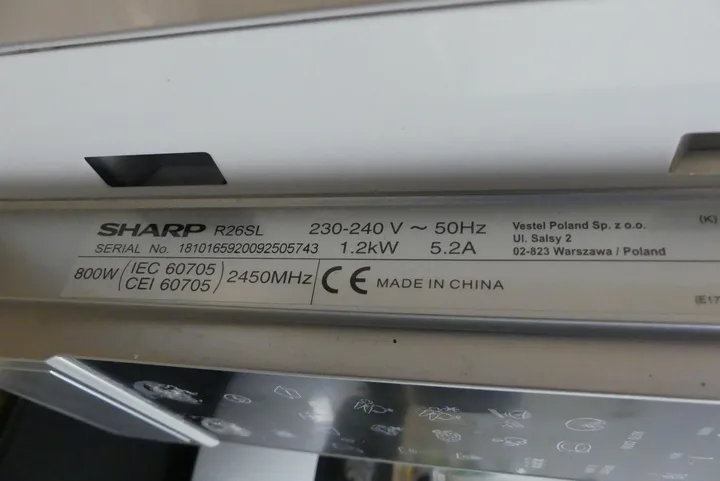 SHARP R26SL 230-240 V ~ 50Hz
SERIAL No. 1810165920092505743 1.2kW 5.2A
800W (IEC 60705 CEI 60705) 2450MHz CE MADE IN CHINA
Vestel Poland Sp. z o.o.
Ul. Salsy 2
02-823 Warszawa / Poland
(K)